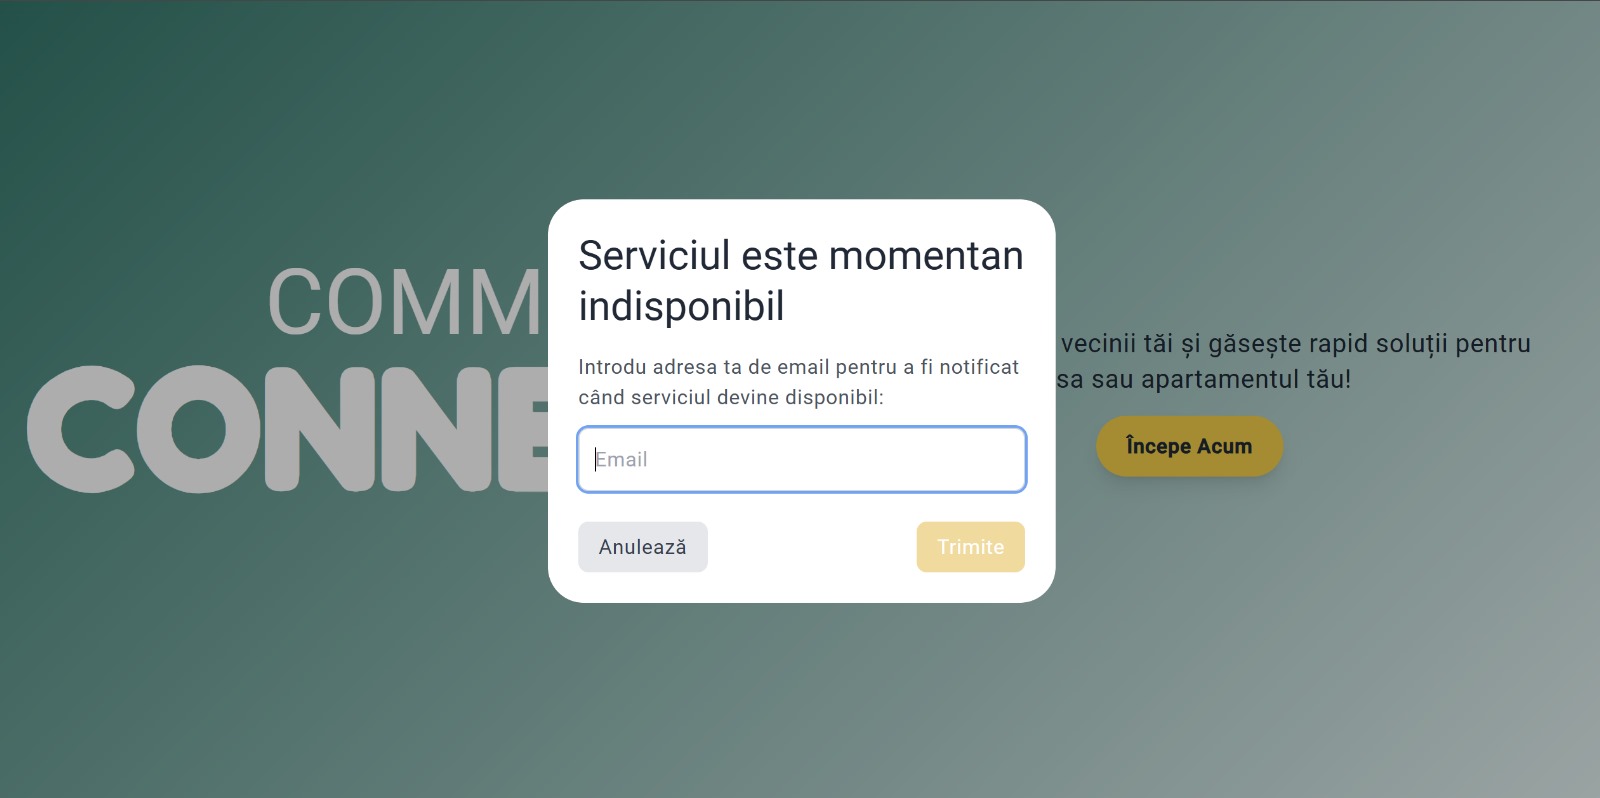 COMM
CONNE
Serviciul este momentan
indisponibil
Introdu adresa ta de email pentru a fi notificat
când serviciul devine disponibil:
Email
Anulează
Trimite
vecinii tăi și găsește rapid soluții pentru
sa sau apartamentul tău!
Începe Acum